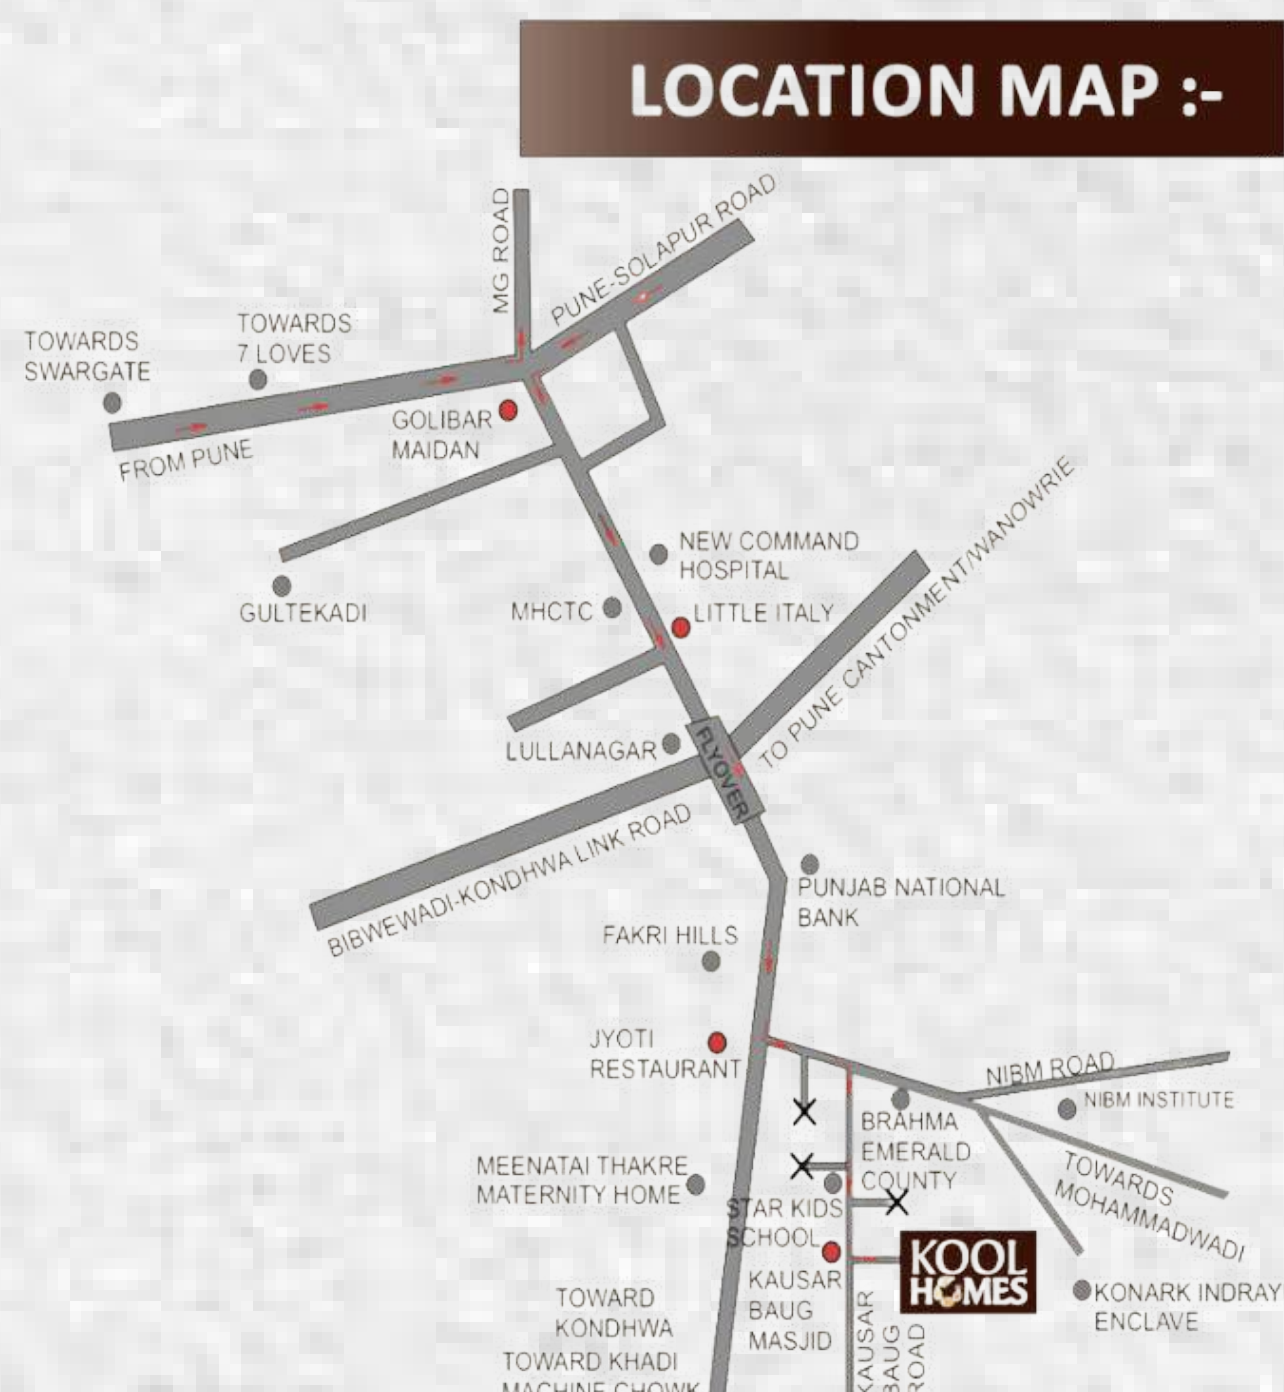 LOCATION MAP :-
MG ROAD
PUNE-SOLAPUR ROAD
TOWARDS
SWARGATE
TOWARDS
7 LOVES
FROM PUNE
GOLIBAR
MAIDAN
GULTEKADI
NEW COMMAND
HOSPITAL
MHCTC
LITTLE ITALY
TO PUNE CANTONMENT/WANOWRIE
LULLANAGAR
FLYOVER
BIBWEWADI-KONDHWA LINK ROAD
PUNJAB NATIONAL
BANK
FAKRI HILLS
JYOTI
RESTAURANT
NIBM ROAD
NIBM INSTITUTE
BRAHMA
EMERALD
COUNTY
TOWARDS
MOHAMMADWADI
MEENATAI THAKRE
MATERNITY HOME
STAR KIDS
SCHOOL
KOOL
HOMES
KAUSAR
BAUG
MASJID
KONARK INDRAY
ENCLAVE
KAUSAR
BAUG
ROAD
TOWARD
KONDHWA
TOWARD KHADI
MACHINE CHOWK